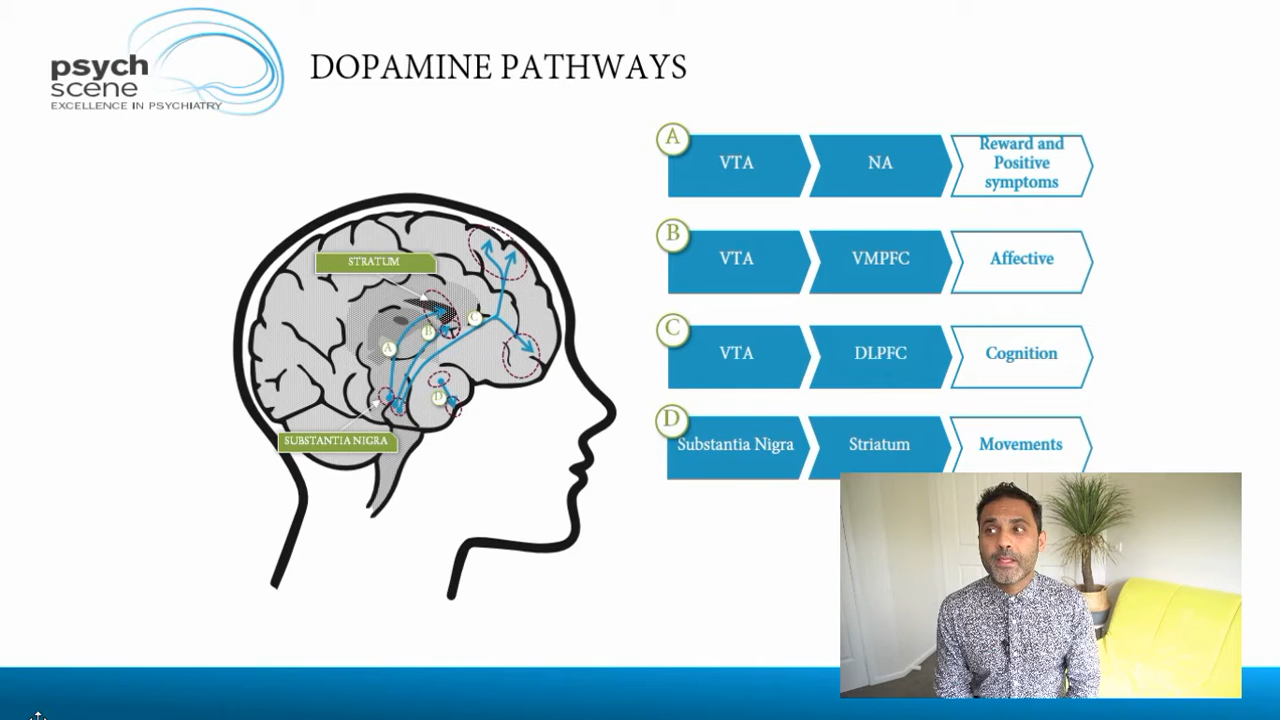 psych
scene
EXCELLENCE IN PSYCHIATRY
DOPAMINE PATHWAYS
STRATUM
A
B
C
D
SUBSTANTIA NIGRA
A
VTA
NA
Reward and
Positive
symptoms
B
VTA
VMPFC
Affective
C
VTA
DLPFC
Cognition
D
Substantia Nigra
Striatum
Movements